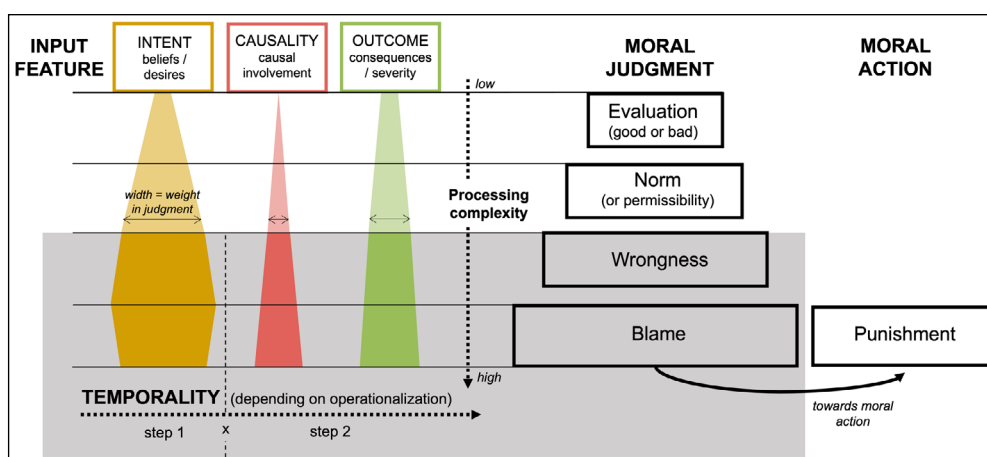 INPUT
FEATURE
INTENT
beliefs /
desires
CAUSALITY
causal
involvement
OUTCOME
consequences
/ severity
MORAL
JUDGMENT
MORAL
ACTION
low
Evaluation
(good or bad)
Norm
(or permissibility)
width = weight
in judgment
Processing
complexity
Wrongness
Blame
Punishment
high
TEMPORALITY (depending on operationalization)
step 1
x
step 2
towards moral
action